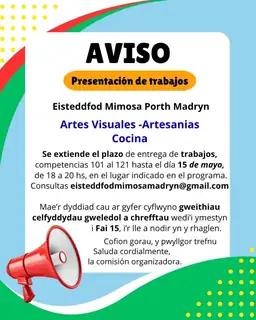 AVISO
Presentación de trabajos
Eisteddfod Mimosa Porth Madryn
Artes Visuales -Artesanias
Cocina
Se extiende el plazo de entrega de trabajos,
competencias 101 al 121 hasta el día 15 de mayo,
de 18 a 20 hs, en el lugar indicado en el programa.
Consultas eisteddfodmimosamadryn@gmail.com
Mae'r dyddiad cau ar gyfer cyflwyno gweithiau
celfyddydau gweledol a chrefftau wedi'i ymestyn
i Fai 15, i'r lle a nodir yn y rhaglen.
Cofion gorau, y pwyllgor trefnu
Saluda cordialmente,
la comisión organizadora.